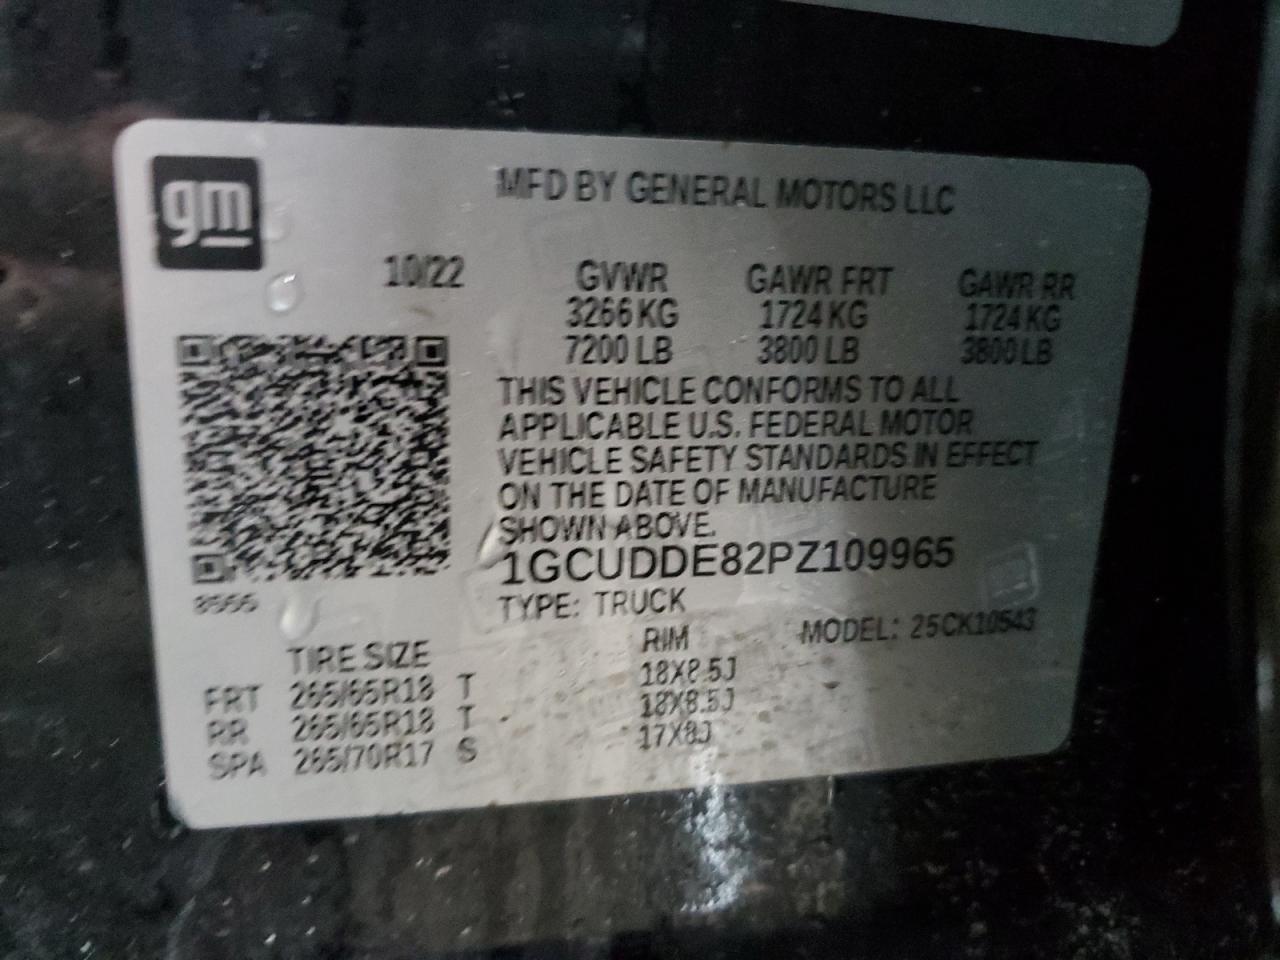 gm
MFD BY GENERAL MOTORS LLC
10/22 GVWR GAWR FRT GAWR RR
3266 KG 1724 KG 1724 KG
7200 LB 3800 LB 3800 LB
THIS VEHICLE CONFORMS TO ALL
APPLICABLE U.S. FEDERAL MOTOR
VEHICLE SAFETY STANDARDS IN EFFECT
ON THE DATE OF MANUFACTURE
SHOWN ABOVE.
1GCUDDE82PZ109965
TYPE: TRUCK
MODEL: 25CK10543
TIRE SIZE RIM
FRT 265/65R18 T 18X8.5J
RR 265/65R18 T 18X8.5J
SPA 265/70R17 S 17X8J